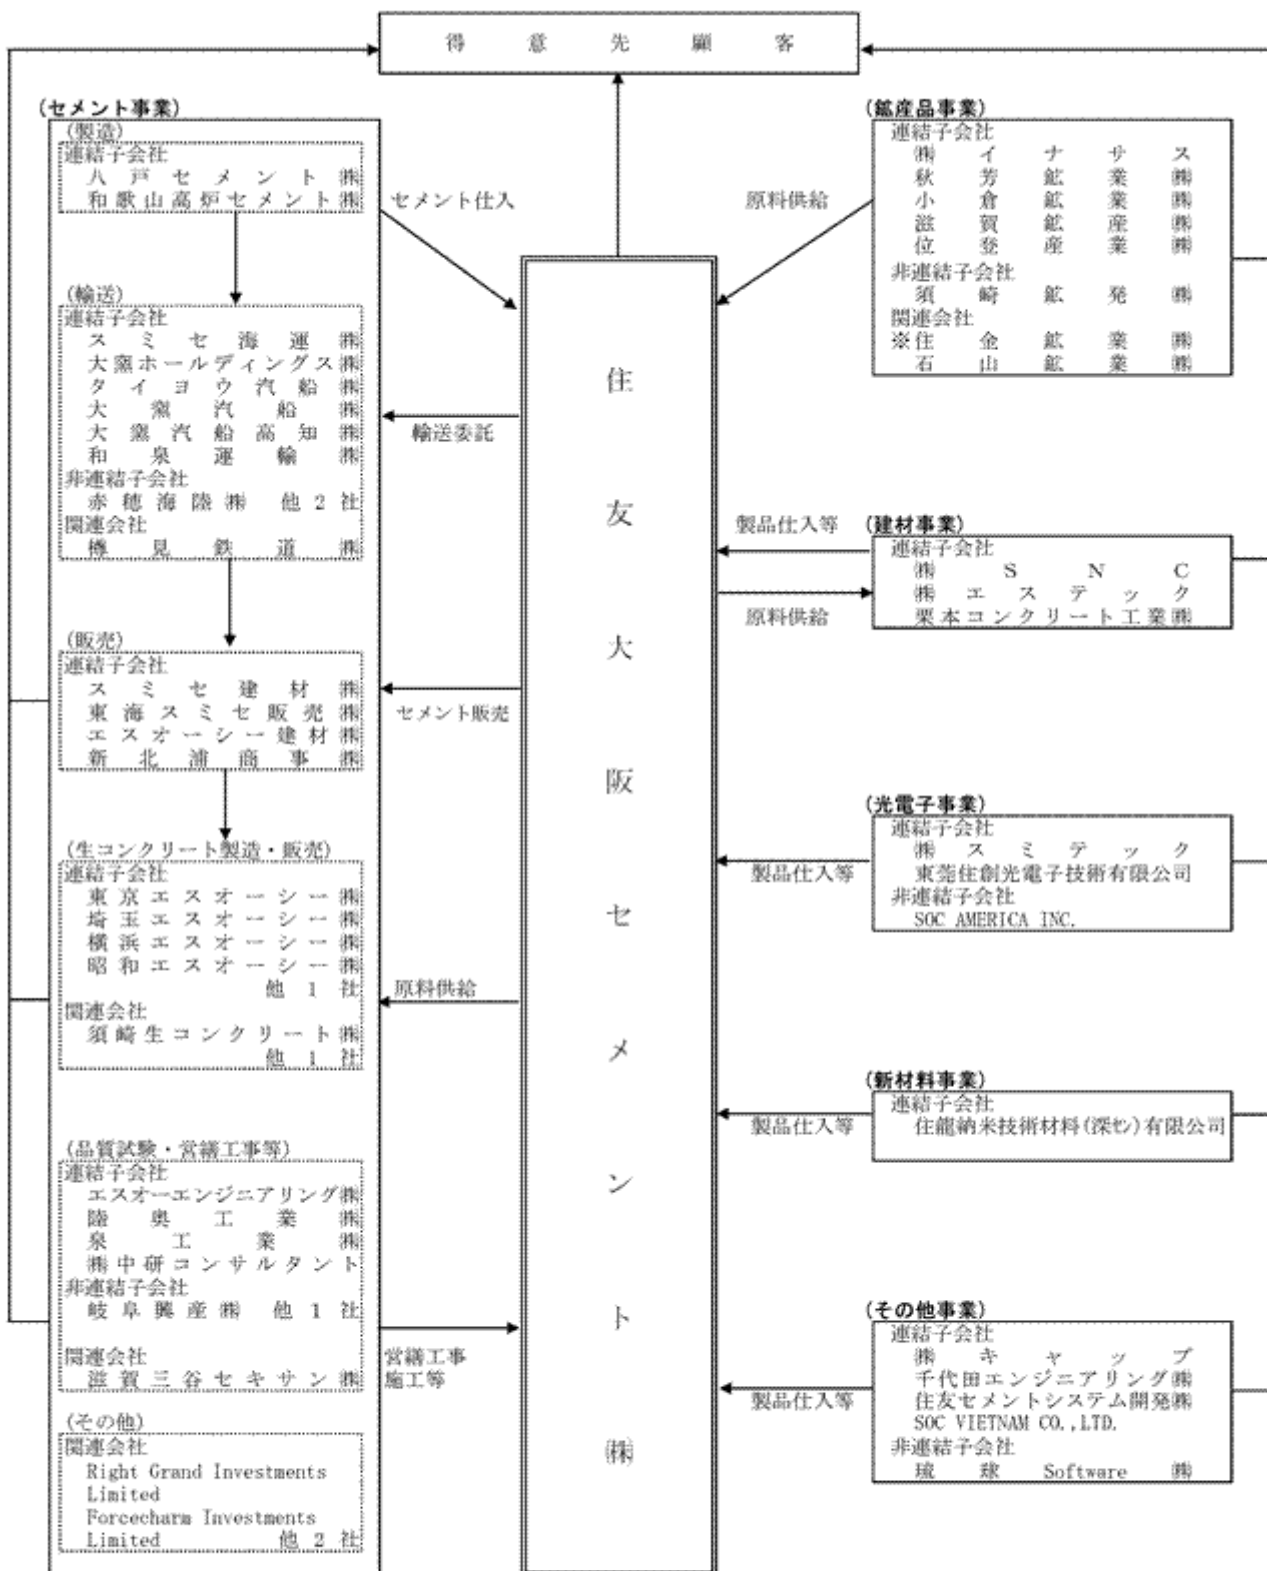 得意先顧客
(セメント事業)
(製造)
連結子会社
八戸セメント㈱
和歌山高炉セメント㈱
(輸送)
連結子会社
スミセ海運㈱
大窯ホールディングス㈱
タイヨウ汽船㈱
大窯汽船㈱
大窯汽船高知㈱
和泉運輸㈱
非連結子会社
赤穂海陸㈱ 他2社
関連会社
樽見鉄道㈱
(販売)
連結子会社
スミセ建材㈱
東海スミセ販売㈱
エスオーシー建材㈱
新北浦商事㈱
(生コンクリート製造・販売)
連結子会社
東京エスオーシー㈱
埼玉エスオーシー㈱
横浜エスオーシー㈱
昭和エスオーシー㈱
他1社
関連会社
須崎生コンクリート㈱
他1社
(品質試験・営繕工事等)
連結子会社
エスオーエンジニアリング㈱
陸奥工業㈱
泉工業㈱
㈱中研コンサルタント
非連結子会社
岐阜興産㈱ 他1社
関連会社
滋賀三谷セキサン㈱
(その他)
関連会社
Right Grand Investments
Limited
Forcecharm Investments
Limited 他2社
セメント仕入
輸送委託
セメント販売
原料供給
営繕工事
施工等
住友大阪セメント㈱
原料供給
製品仕入等
原料供給
製品仕入等
製品仕入等
製品仕入等
(鉱産品事業)
連結子会社
㈱イナサス
秋芳鉱業㈱
小倉鉱業㈱
滋賀鉱産㈱
位登産業㈱
非連結子会社
須崎鉱発㈱
関連会社
※住金鉱業㈱
石山鉱業㈱
(建材事業)
連結子会社
㈱SNC
㈱エステック
栗本コンクリート工業㈱
(光電子事業)
連結子会社
㈱スミテック
東莞住創光電子技術有限公司
非連結子会社
SOC AMERICA INC.
(新材料事業)
連結子会社
住龍納米技術材料(深セン)有限公司
(その他事業)
連結子会社
㈱キャップ
千代田エンジニアリング㈱
住友セメントシステム開発㈱
SOC VIETNAM CO.,LTD.
非連結子会社
琉球 Software ㈱